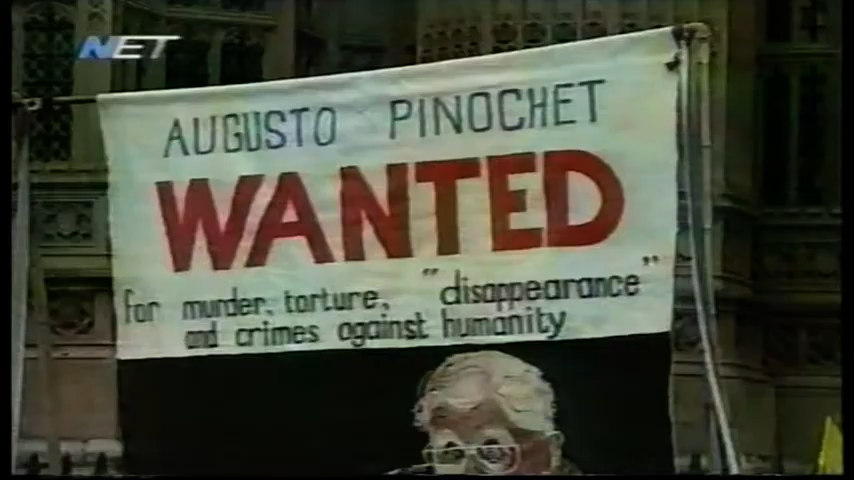 NET
AUGUSTO PINOCHET
WANTED
for murder, torture, "disappearance"
and crimes against humanity